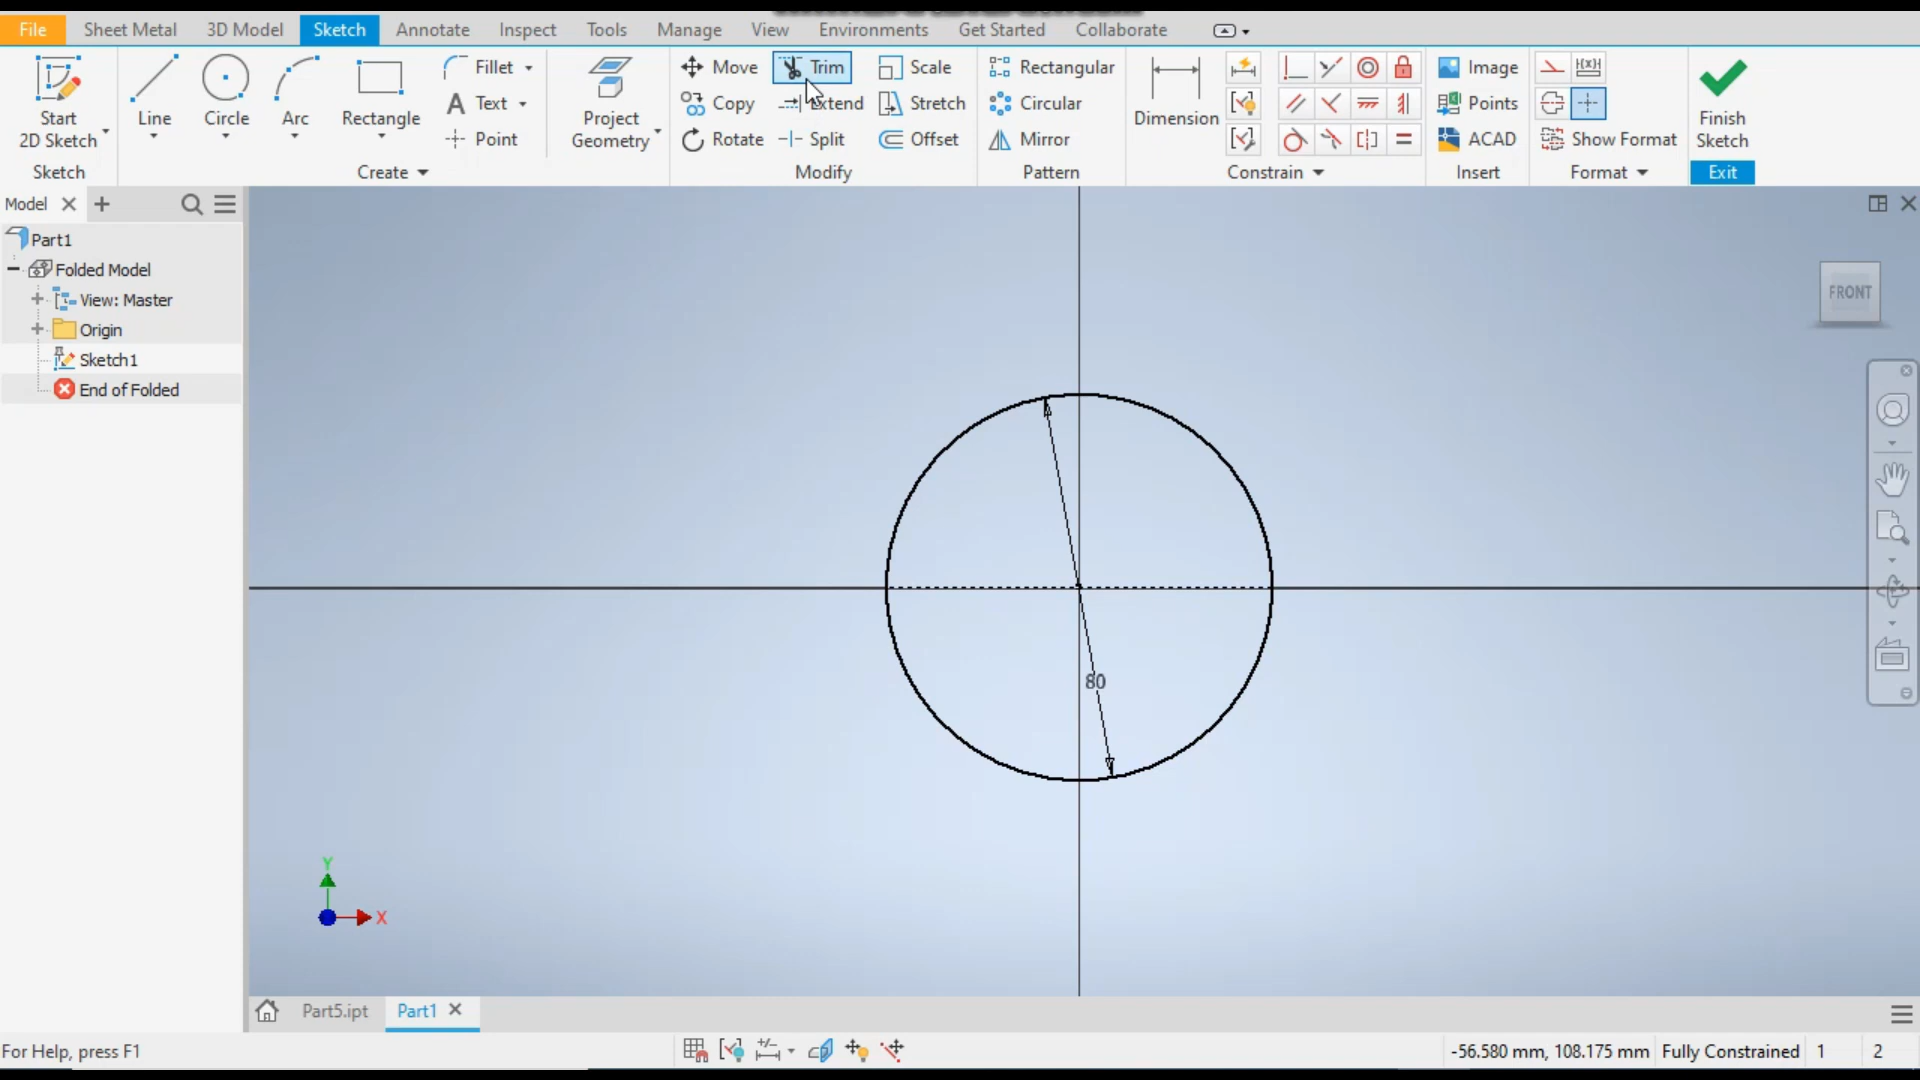 File Sheet Metal 3D Model Sketch Annotate Inspect Tools Manage View Environments Get Started Collaborate
Start
2D Sketch
Sketch
Line
Circle
Arc
Rectangle
Fillet
Text
Point
Create
Project
Geometry
Move Trim Scale
Copy Extend Stretch
Rotate Split Offset
Modify
Rectangular
Circular
Mirror
Pattern
Dimension
Constrain
Image
Points
ACAD
Insert
Show Format
Format
Finish
Sketch
Exit
Model
Part1
Folded Model
View: Master
Origin
Sketch1
End of Folded
FRONT
80
Y
X
Part5.ipt Part1
For Help, press F1
-56.580 mm, 108.175 mm Fully Constrained 1 2